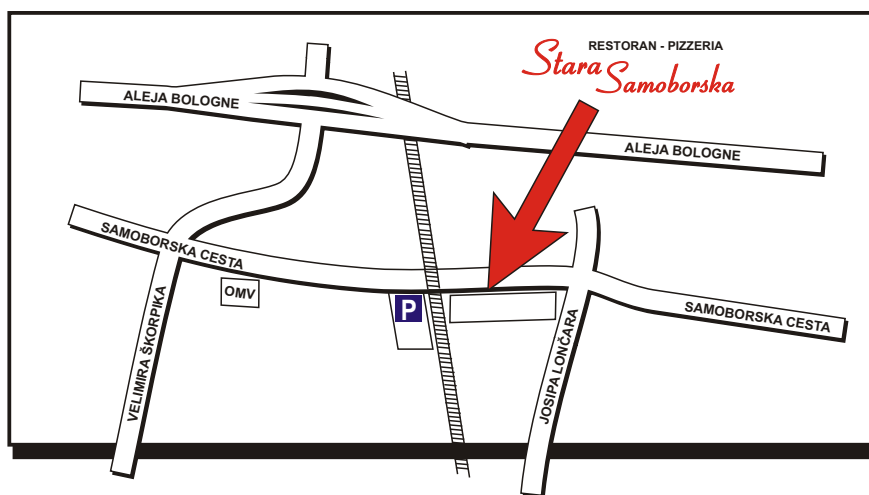 RESTORAN - PIZZERIA
Stara
Samoborska
ALEJA BOLOGNE
ALEJA BOLOGNE
SAMOBORSKA CESTA
OMV
P
SAMOBORSKA CESTA
VELIMIRA ŠKORPIKA
JOSIPA LONČARA